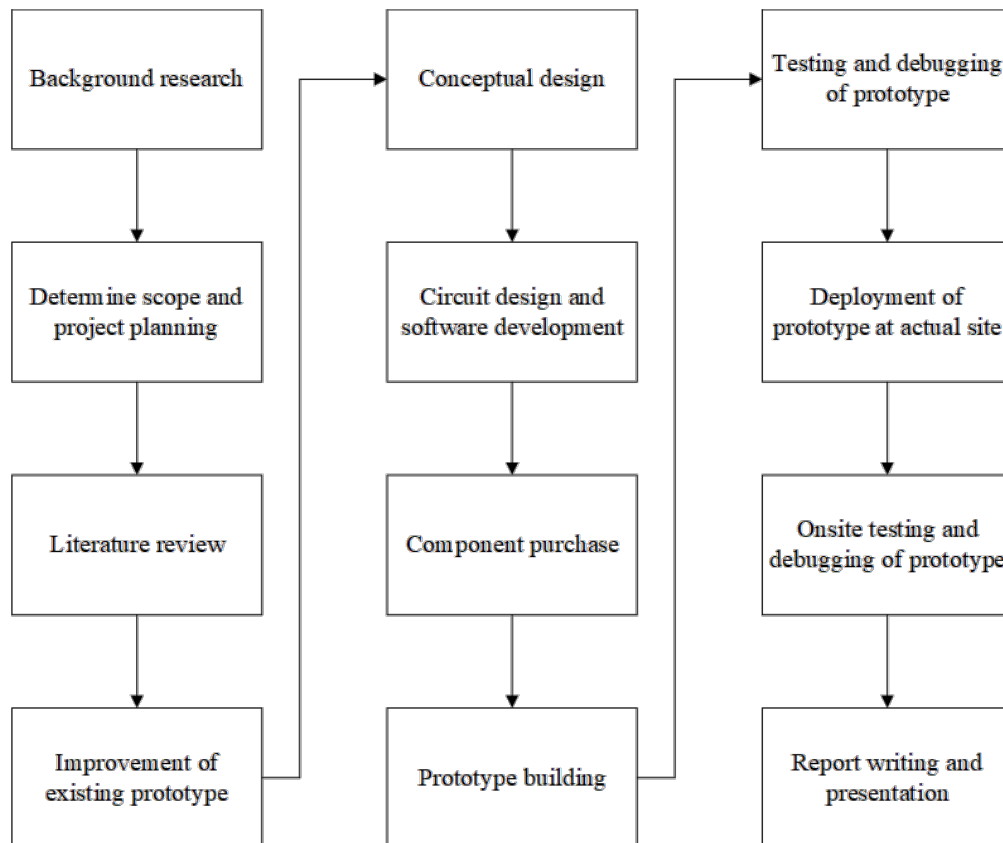 Background research
Determine scope and
project planning
Literature review
Improvement of
existing prototype
Conceptual design
Circuit design and
software development
Component purchase
Prototype building
Testing and debugging
of prototype
Deployment of
prototype at actual site
Onsite testing and
debugging of prototype
Report writing and
presentation